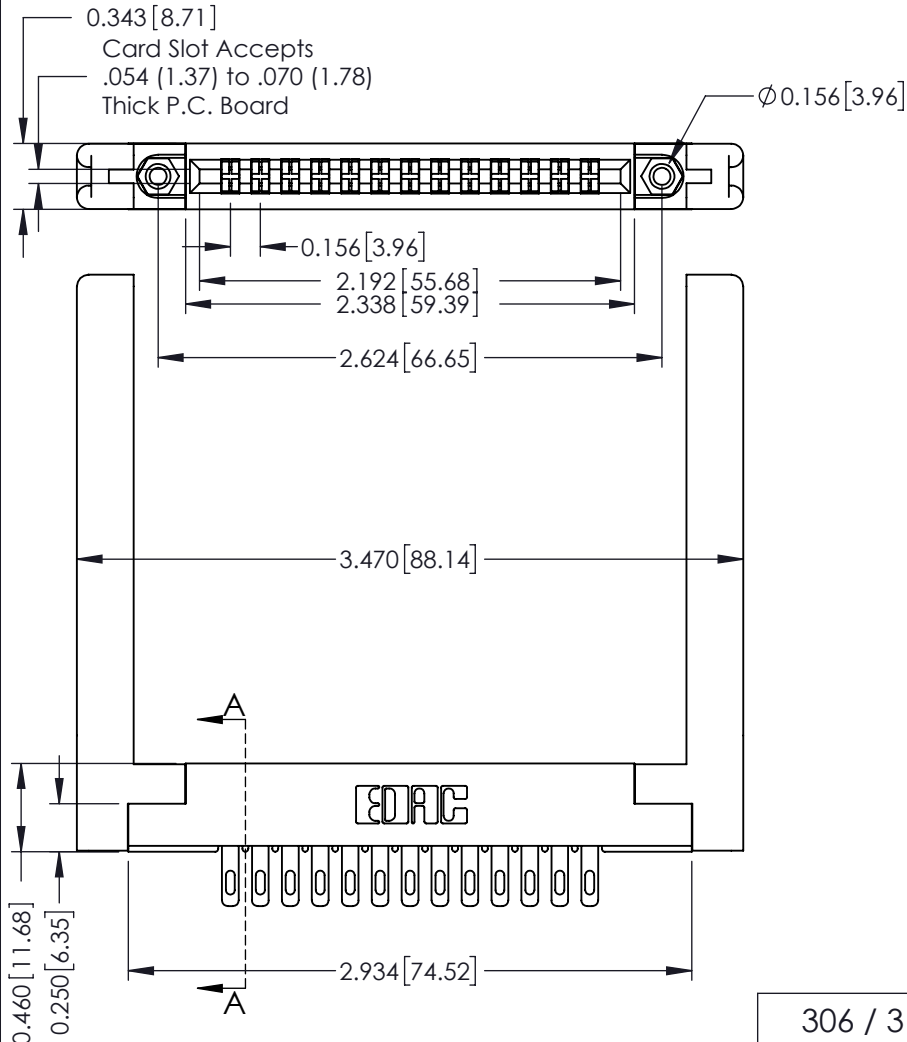 0.343[8.71]
Card Slot Accepts
.054 (1.37) to .070 (1.78)
Thick P.C. Board
Ø0.156[3.96]
0.156[3.96]
2.192[55.68]
2.338[59.39]
2.624[66.65]
3.470[88.14]
A
EDAC
0.460[11.68]
0.250[6.35]
2.934[74.52]
A
306 / 3